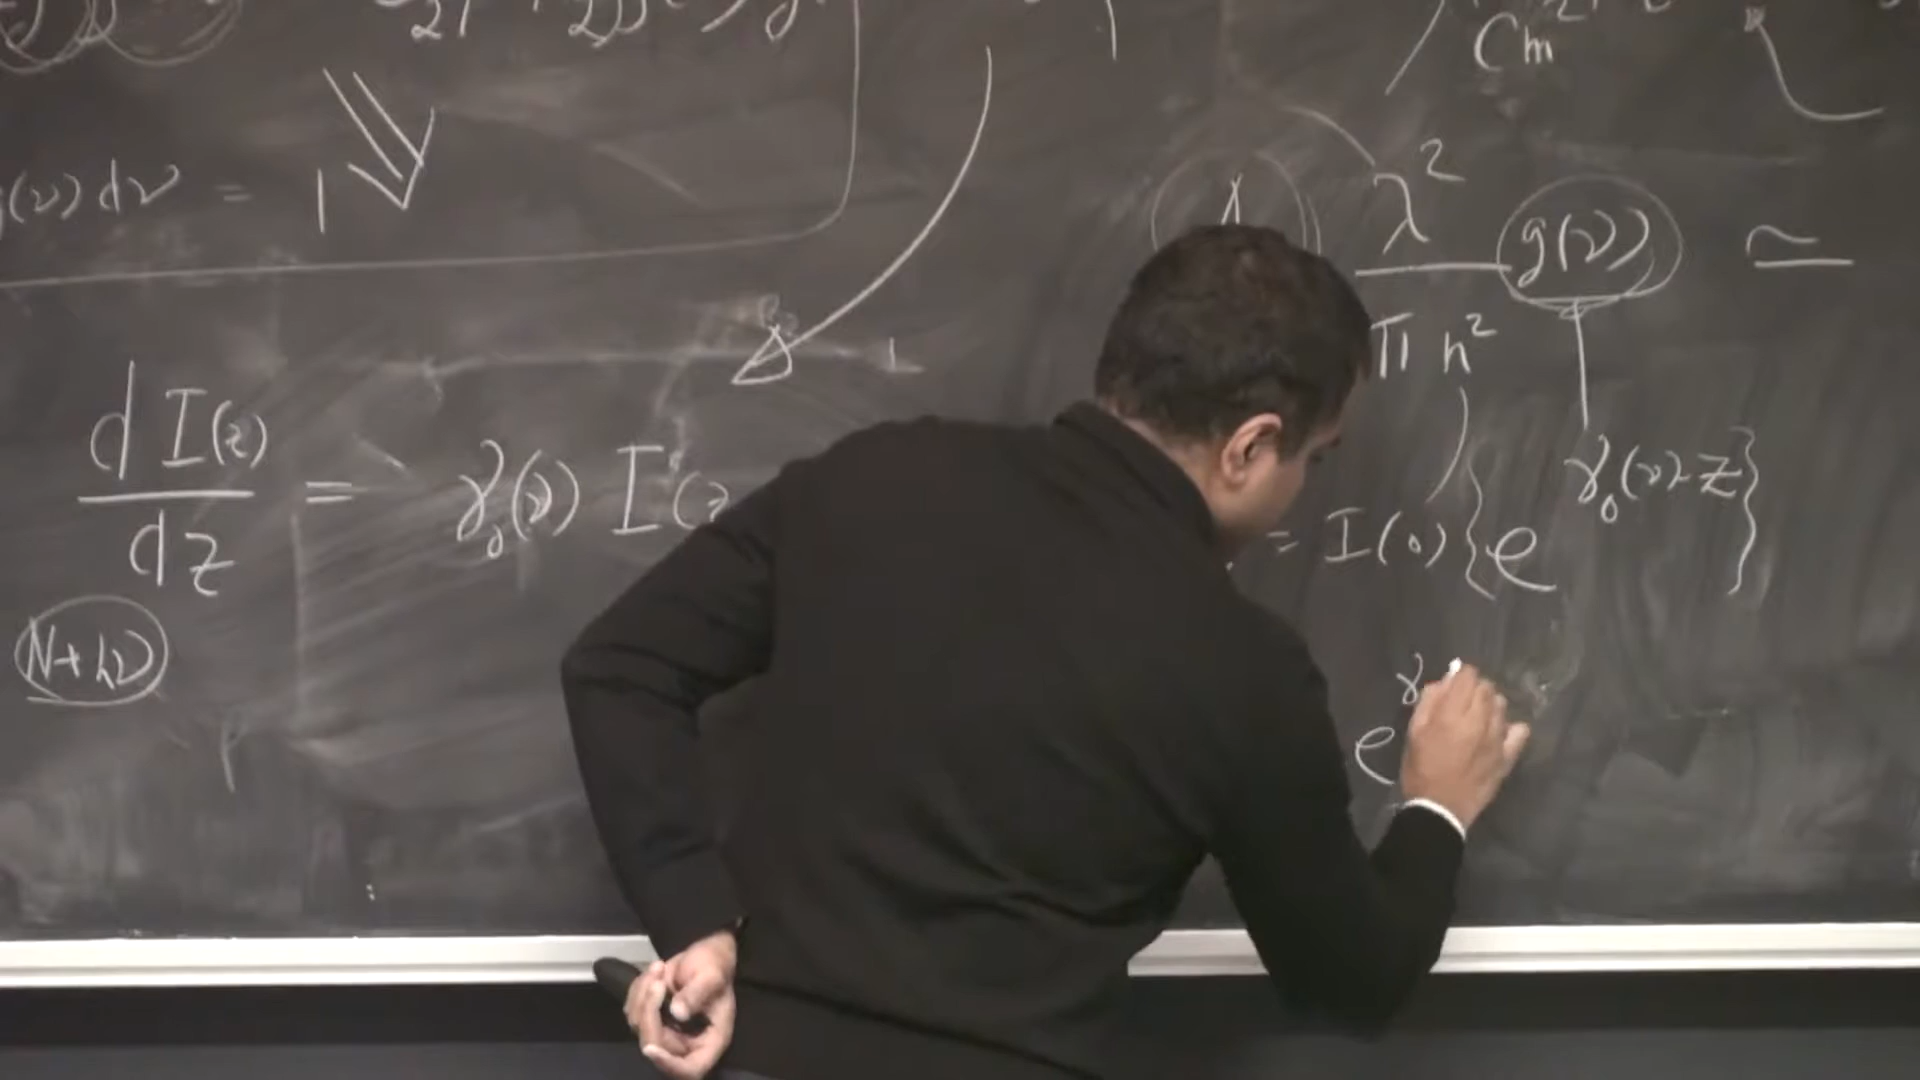 Cm
g(ν) dν = 1
λ² g(ν) ≃
π n²
d I(z) = γ₀(ν) I(z
dz
= I(0) { e^{γ₀(ν) z} }
N + hν
e^γ